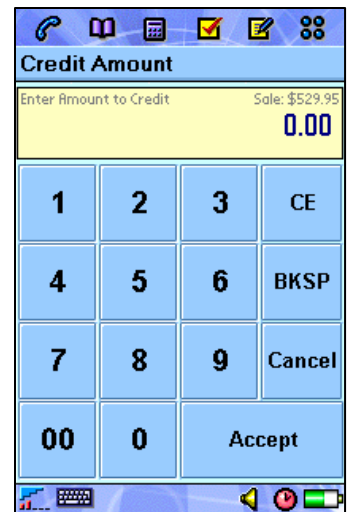 Credit Amount
Enter Amount to Credit Sale: $529.95
0.00
1 2 3 CE
4 5 6 BKSP
7 8 9 Cancel
00 0 Accept